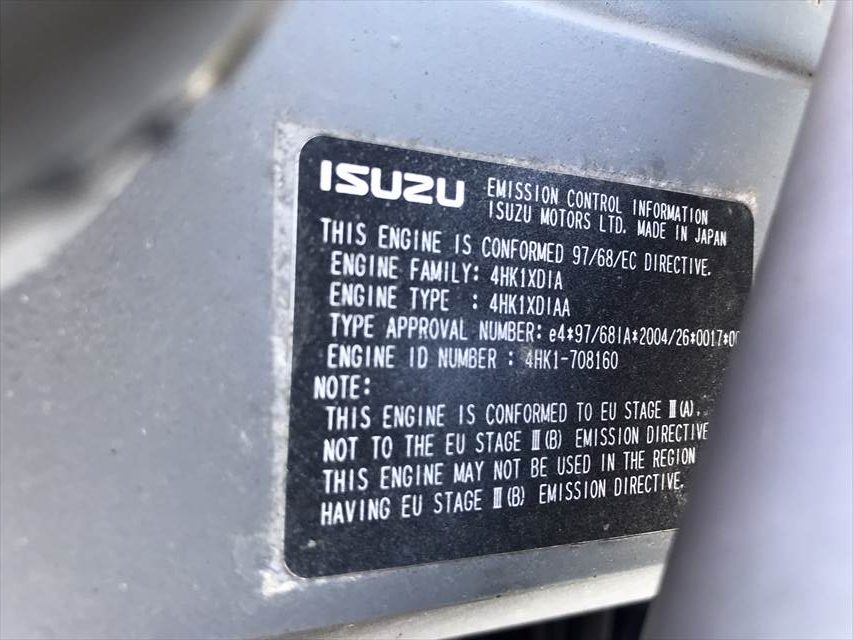 ISUZU
EMISSION CONTROL INFORMATION
ISUZU MOTORS LTD. MADE IN JAPAN
THIS ENGINE IS CONFORMED 97/68/EC DIRECTIVE.
ENGINE FAMILY: 4HK1XDIA
ENGINE TYPE : 4HK1XDIAA
TYPE APPROVAL NUMBER: e4*97/68IA*2004/26*0017*00
ENGINE ID NUMBER : 4HK1-708160
NOTE:
THIS ENGINE IS CONFORMED TO EU STAGE Ⅲ(A).
NOT TO THE EU STAGE Ⅲ(B) EMISSION DIRECTIVE
THIS ENGINE MAY NOT BE USED IN THE REGION
HAVING EU STAGE Ⅲ(B) EMISSION DIRECTIVE.